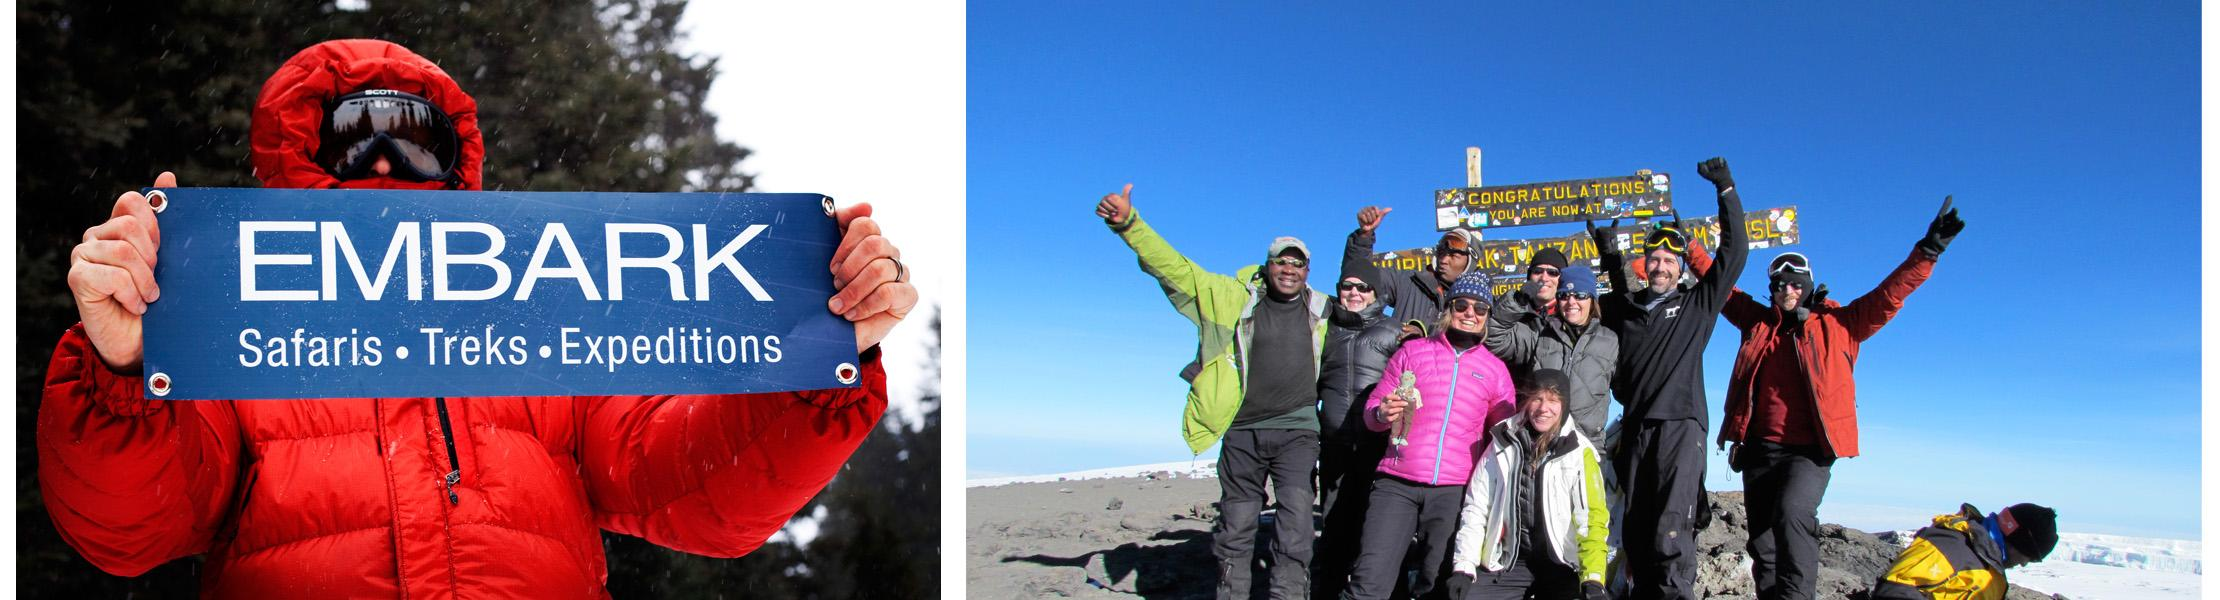 SCOTT
EMBARK
Safaris • Treks • Expeditions
CONGRATULATIONS
YOU ARE NOW AT